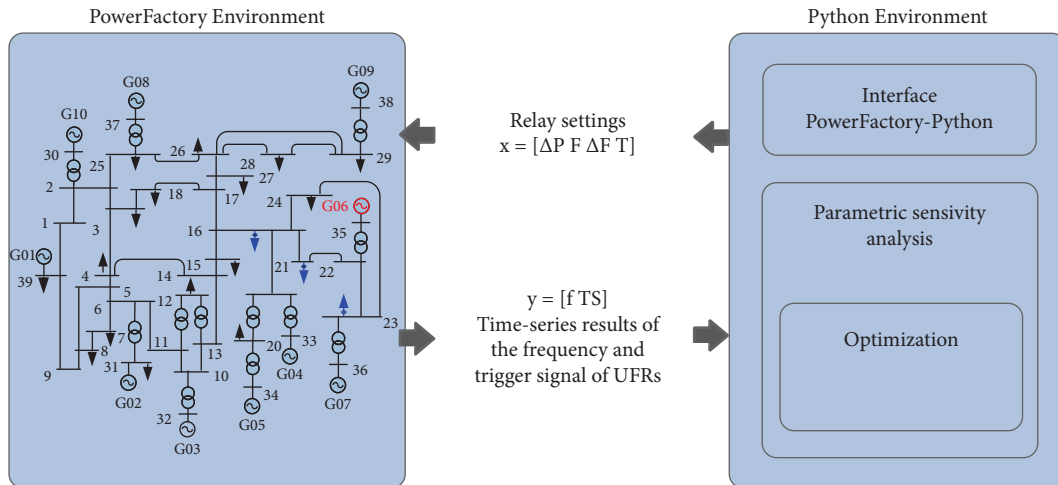 PowerFactory Environment
Python Environment
G08
G09
G10
37
38
30
25
26
28
29
27
2
18
17
24
G06
1
3
16
35
G01
15
21
22
39
4
14
5
12
6
23
7
11
13
20
33
8
10
9
31
36
G02
G04
34
G07
32
G05
G03
Relay settings
x = [ΔP F ΔF T]
y = [f TS]
Time-series results of
the frequency and
trigger signal of UFRs
Interface
PowerFactory-Python
Parametric sensivity
analysis
Optimization